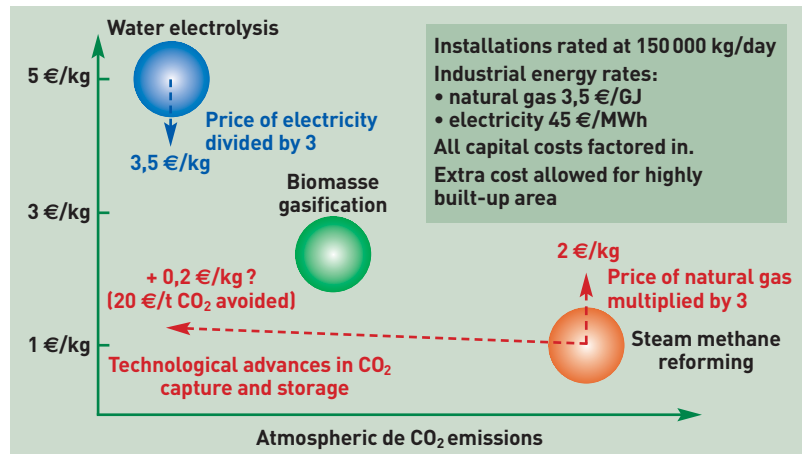 Water electrolysis
5 €/kg
Price of electricity
divided by 3
3,5 €/kg
Installations rated at 150 000 kg/day
Industrial energy rates:
• natural gas 3,5 €/GJ
• electricity 45 €/MWh
All capital costs factored in.
Extra cost allowed for highly
built-up area
Biomasse
gasification
3 €/kg
+ 0,2 €/kg ?
(20 €/t CO₂ avoided)
2 €/kg
Price of natural gas
multiplied by 3
1 €/kg
Steam methane
reforming
Technological advances in CO₂
capture and storage
Atmospheric de CO₂ emissions